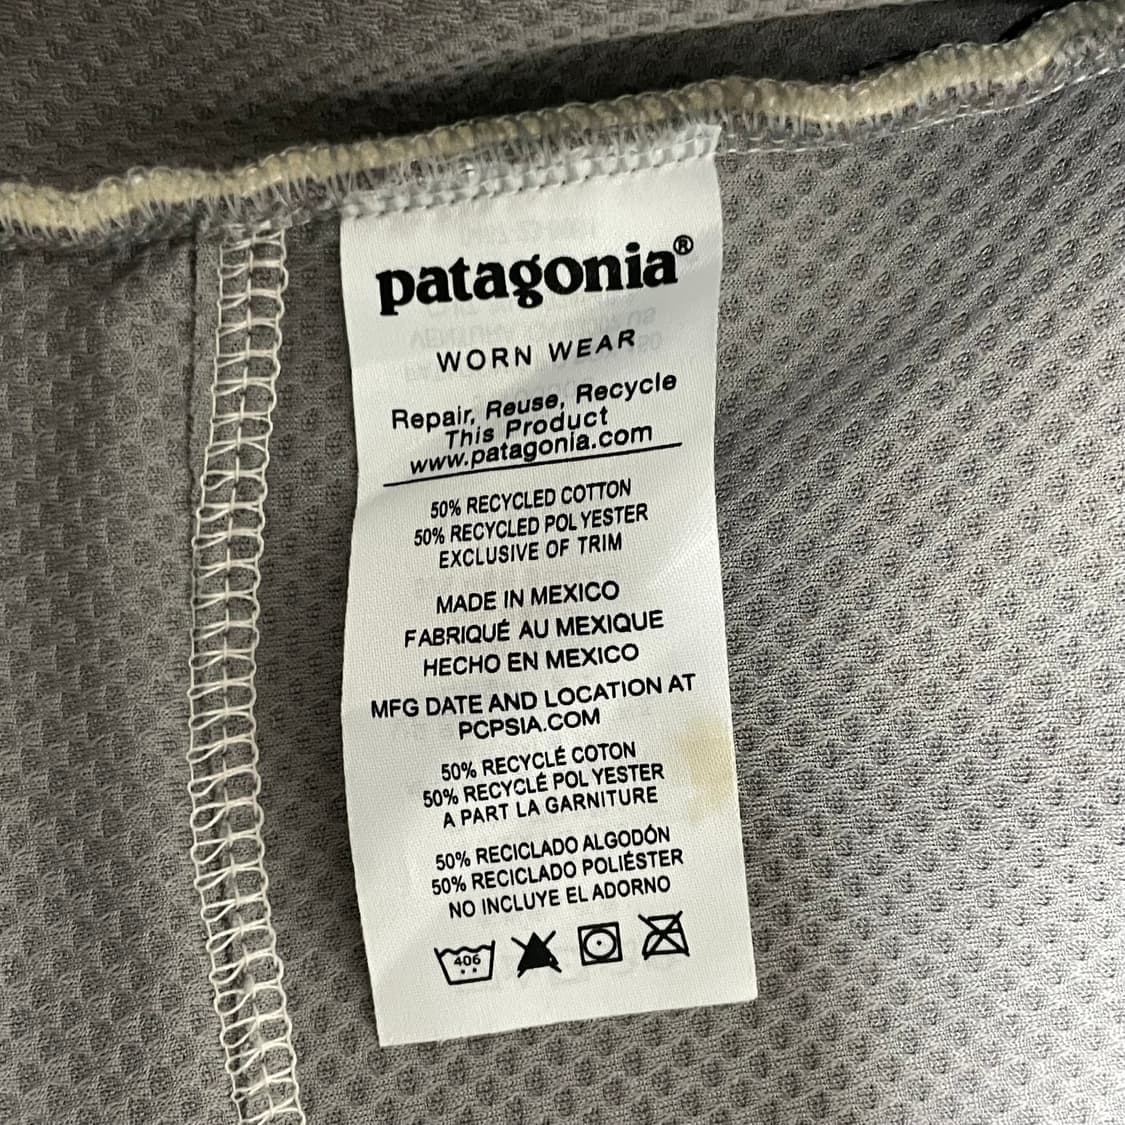 patagonia®
WORN WEAR
Repair, Reuse, Recycle
This Product
www.patagonia.com
50% RECYCLED COTTON
50% RECYCLED POLYESTER
EXCLUSIVE OF TRIM
MADE IN MEXICO
FABRIQUÉ AU MEXIQUE
HECHO EN MEXICO
MFG DATE AND LOCATION AT
PCPSIA.COM
50% RECYCLÉ COTON
50% RECYCLÉ POLYESTER
A PART LA GARNITURE
50% RECICLADO ALGODÓN
50% RECICLADO POLIÉSTER
NO INCLUYE EL ADORNO
406